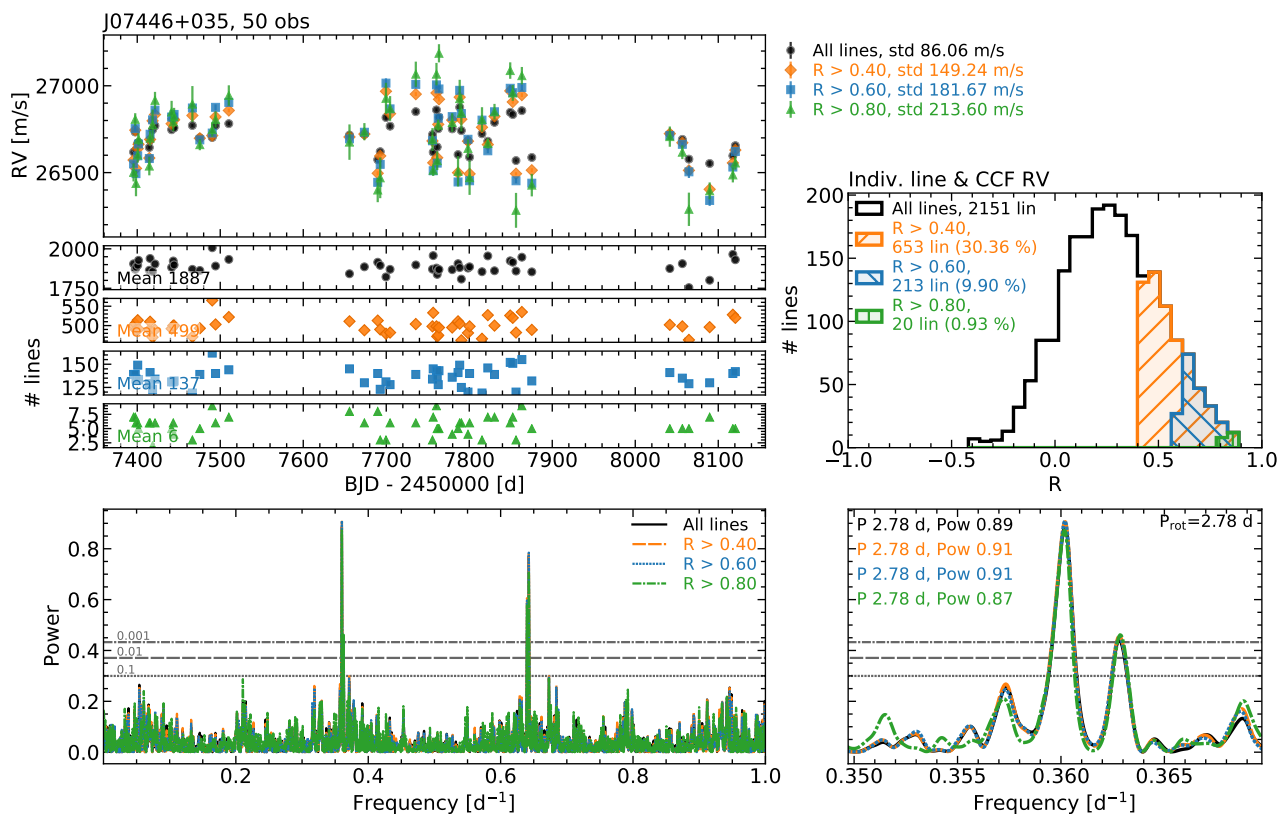 J07446+035, 50 obs
27000
26500
RV [m/s]
All lines, std 86.06 m/s
R > 0.40, std 149.24 m/s
R > 0.60, std 181.67 m/s
R > 0.80, std 213.60 m/s
2000
1750
Mean 1887
550
500
Mean 499
150
125
Mean 137
7.5
5.0
2.5
Mean 6
# lines
7400 7500 7600 7700 7800 7900 8000 8100
BJD - 2450000 [d]
Indiv. line & CCF RV
200
150
100
50
0
# lines
All lines, 2151 lin
R > 0.40,
653 lin (30.36 %)
R > 0.60,
213 lin (9.90 %)
R > 0.80,
20 lin (0.93 %)
−1.0 −0.5 0.0 0.5 1.0
R
0.8
0.6
0.4
0.2
0.0
Power
All lines
R > 0.40
R > 0.60
R > 0.80
0.001
0.01
0.1
0.2 0.4 0.6 0.8 1.0
Frequency [d⁻¹]
P 2.78 d, Pow 0.89
P 2.78 d, Pow 0.91
P 2.78 d, Pow 0.91
P 2.78 d, Pow 0.87
Prot=2.78 d
0.350 0.355 0.360 0.365
Frequency [d⁻¹]